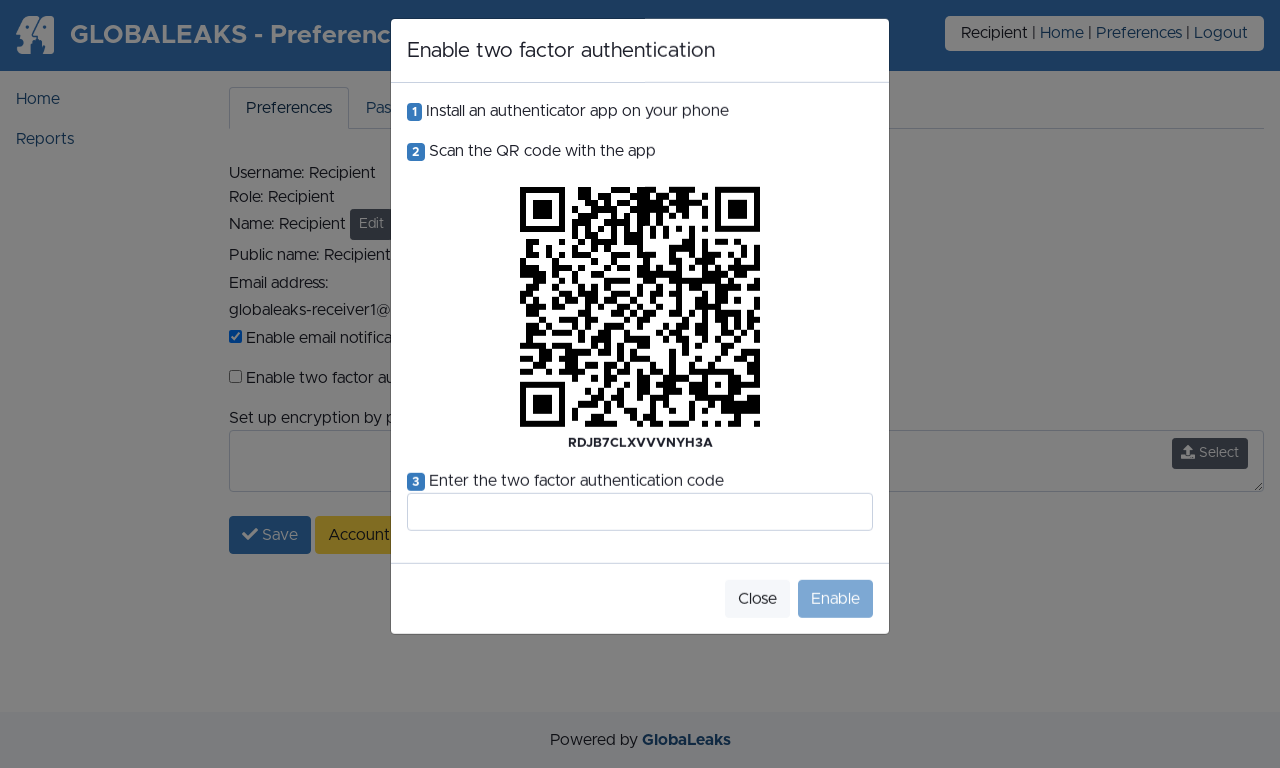 GLOBALEAKS - Preferenc
Recipient | Home | Preferences | Logout
Home
Reports
Preferences
Pas
Username: Recipient
Role: Recipient
Name: Recipient Edit
Public name: Recipient
Email address:
globaleaks-receiver1@
Enable email notifica
Enable two factor au
Set up encryption by p
Select
Save
Account
Enable two factor authentication
1 Install an authenticator app on your phone
2 Scan the QR code with the app
RDJB7CLXVVVNYH3A
3 Enter the two factor authentication code
Close
Enable
Powered by GlobaLeaks